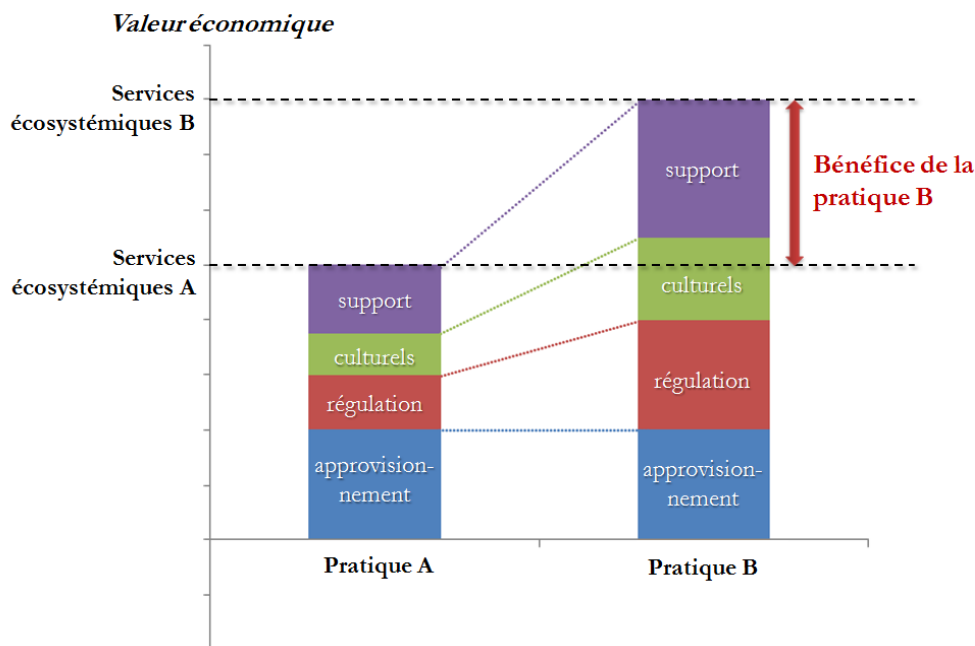 Valeur économique
Services
écosystémiques B
Services
écosystémiques A
support
culturels
régulation
approvision-
nement
support
culturels
régulation
approvision-
nement
Bénéfice de la
pratique B
Pratique A
Pratique B